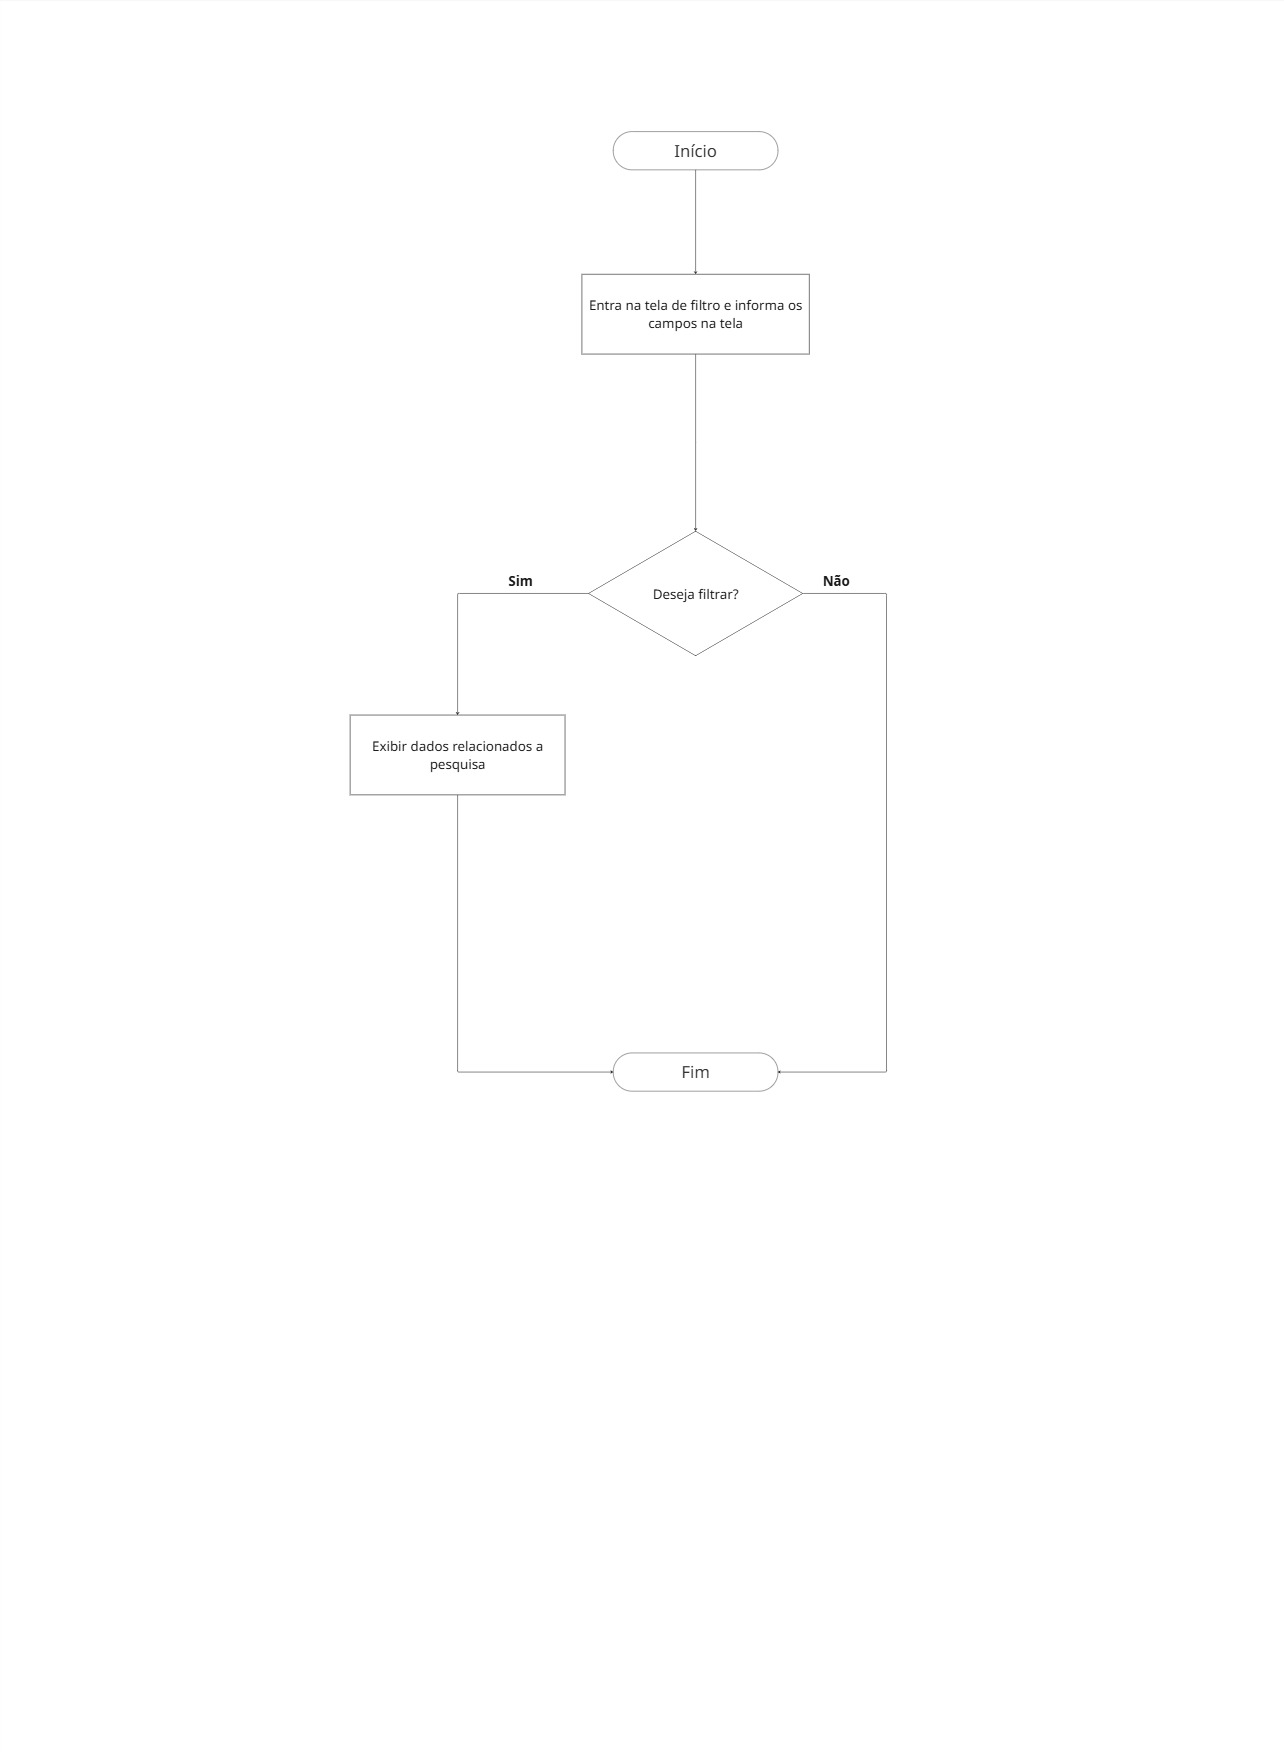 Início
Entra na tela de filtro e informa os
campos na tela
Sim
Não
Deseja filtrar?
Exibir dados relacionados a
pesquisa
Fim